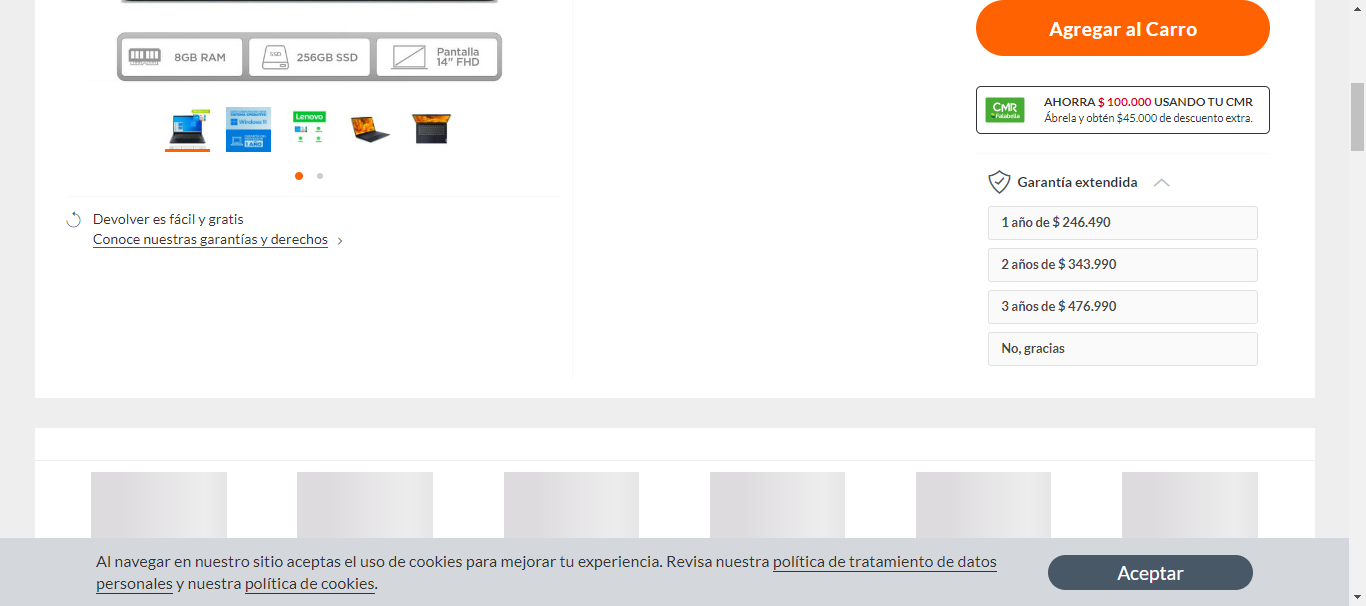 Agregar al Carro
8GB RAM
SSD
256GB SSD
Pantalla
14" FHD
CMR
Falabella
AHORRA $ 100.000 USANDO TU CMR
Ábrela y obtén $45.000 de descuento extra.
Windows 11
1 AÑO
Lenovo
Garantía extendida
1 año de $ 246.490
2 años de $ 343.990
3 años de $ 476.990
No, gracias
Devolver es fácil y gratis
Conoce nuestras garantías y derechos
Al navegar en nuestro sitio aceptas el uso de cookies para mejorar tu experiencia. Revisa nuestra política de tratamiento de datos
personales y nuestra política de cookies.
Aceptar